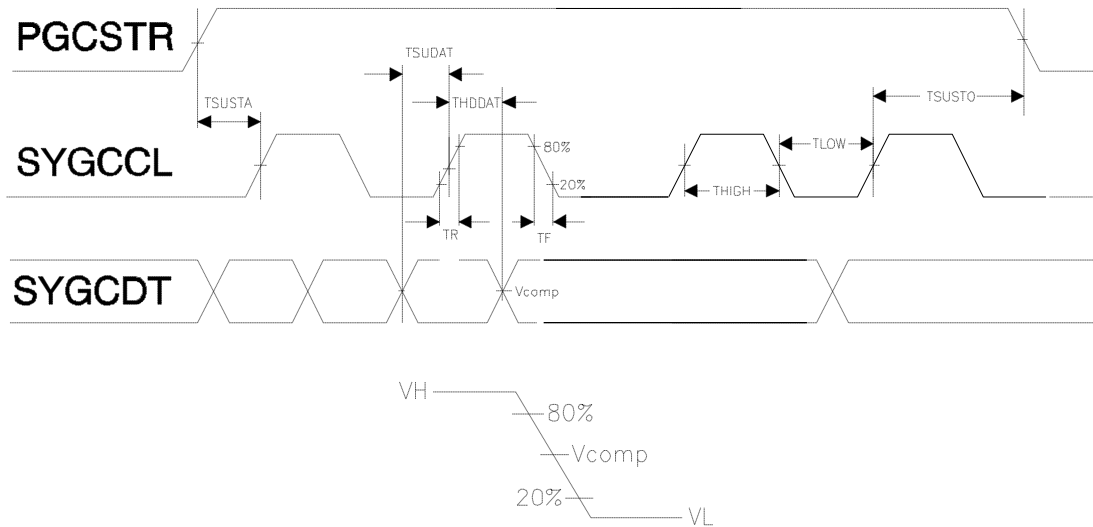 PGCSTR
TSUDAT
TSUSTA
THDDAT
TSUSTO
SYGCCL
80%
TLOW
20%
THIGH
TR
TF
SYGCDT
Vcomp
VH
80%
Vcomp
20%
VL